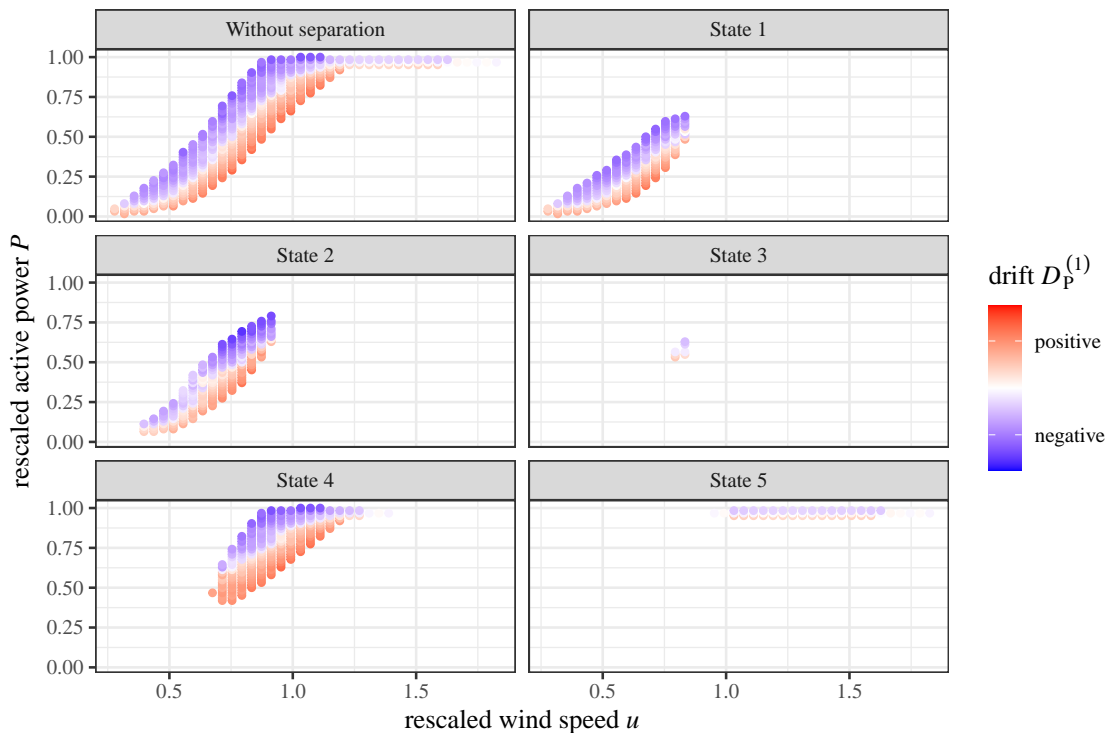 Without separation
State 1
1.00
0.75
0.50
0.25
0.00
State 2
State 3
1.00
0.75
0.50
0.25
0.00
State 4
State 5
1.00
0.75
0.50
0.25
0.00
0.5 1.0 1.5
0.5 1.0 1.5
rescaled wind speed u
rescaled active power P
drift D_P^(1)
positive
negative